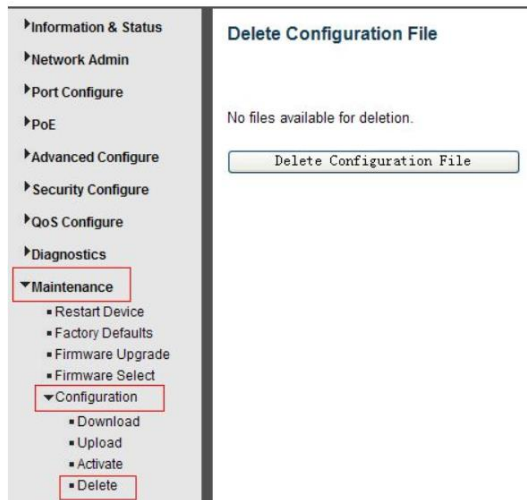 Information & Status
Network Admin
Port Configure
PoE
Advanced Configure
Security Configure
QoS Configure
Diagnostics
Maintenance
Restart Device
Factory Defaults
Firmware Upgrade
Firmware Select
Configuration
Download
Upload
Activate
Delete
Delete Configuration File
No files available for deletion.
Delete Configuration File